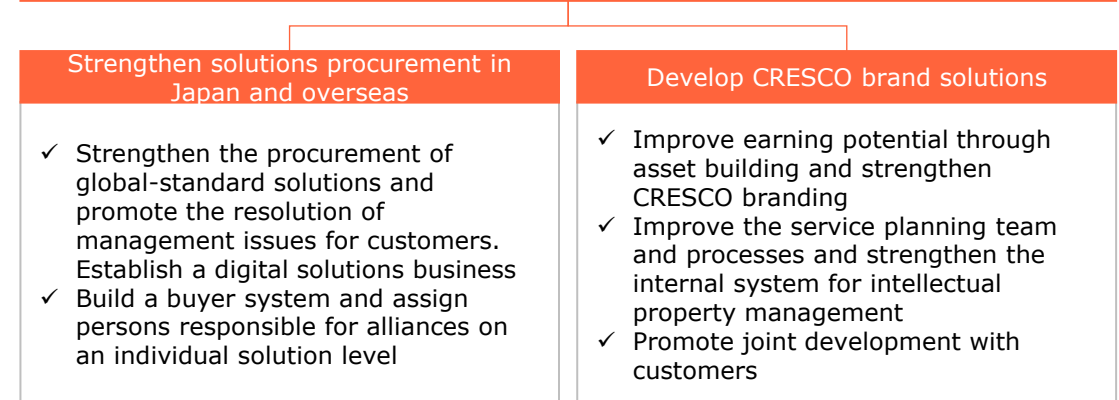 Strengthen solutions procurement in
Japan and overseas
✓ Strengthen the procurement of
global-standard solutions and
promote the resolution of
management issues for customers.
Establish a digital solutions business
✓ Build a buyer system and assign
persons responsible for alliances on
an individual solution level
Develop CRESCO brand solutions
✓ Improve earning potential through
asset building and strengthen
CRESCO branding
✓ Improve the service planning team
and processes and strengthen the
internal system for intellectual
property management
✓ Promote joint development with
customers